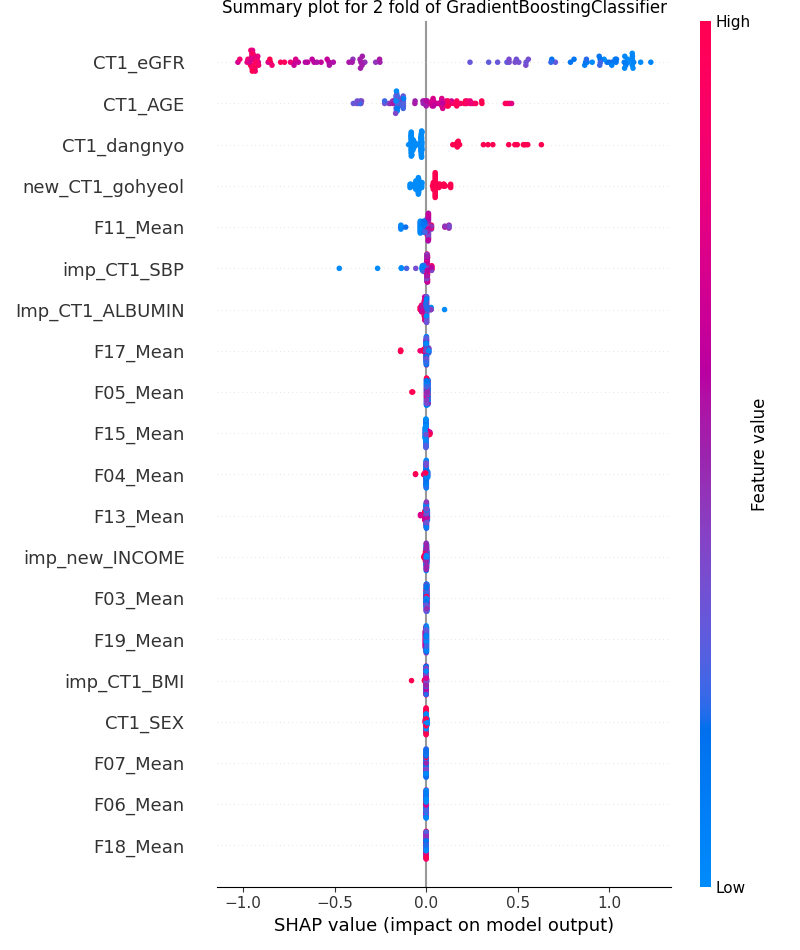 Summary plot for 2 fold of GradientBoostingClassifier
High
CT1_eGFR
CT1_AGE
CT1_dangnyo
new_CT1_gohyeol
F11_Mean
imp_CT1_SBP
Imp_CT1_ALBUMIN
F17_Mean
F05_Mean
F15_Mean
F04_Mean
F13_Mean
imp_new_INCOME
F03_Mean
F19_Mean
imp_CT1_BMI
CT1_SEX
F07_Mean
F06_Mean
F18_Mean
Feature value
Low
−1.0 −0.5 0.0 0.5 1.0
SHAP value (impact on model output)